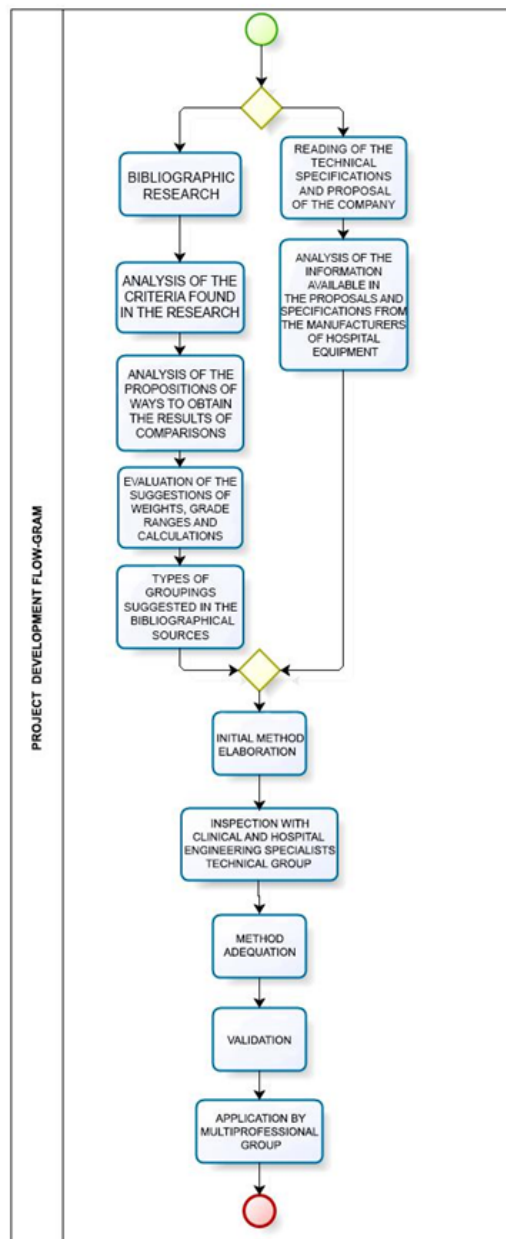 PROJECT DEVELOPMENT FLOW-GRAM
BIBLIOGRAPHIC
RESEARCH
ANALYSIS OF THE
CRITERIA FOUND
IN THE RESEARCH
ANALYSIS OF THE
PROPOSITIONS OF
WAYS TO OBTAIN
THE RESULTS OF
COMPARISONS
EVALUATION OF THE
SUGGESTIONS OF
WEIGHTS, GRADE
RANGES AND
CALCULATIONS
TYPES OF
GROUPINGS
SUGGESTED IN THE
BIBLIOGRAPHICAL
SOURCES
READING OF THE
TECHNICAL
SPECIFICATIONS
AND PROPOSAL
OF THE COMPANY
ANALYSIS OF THE
INFORMATION
AVAILABLE IN
THE PROPOSALS AND
SPECIFICATIONS FROM
THE MANUFACTURERS
OF HOSPITAL
EQUIPMENT
INITIAL METHOD
ELABORATION
INSPECTION WITH
CLINICAL AND HOSPITAL
ENGINEERING SPECIALISTS
TECHNICAL GROUP
METHOD
ADEQUATION
VALIDATION
APPLICATION BY
MULTIPROFESSIONAL
GROUP